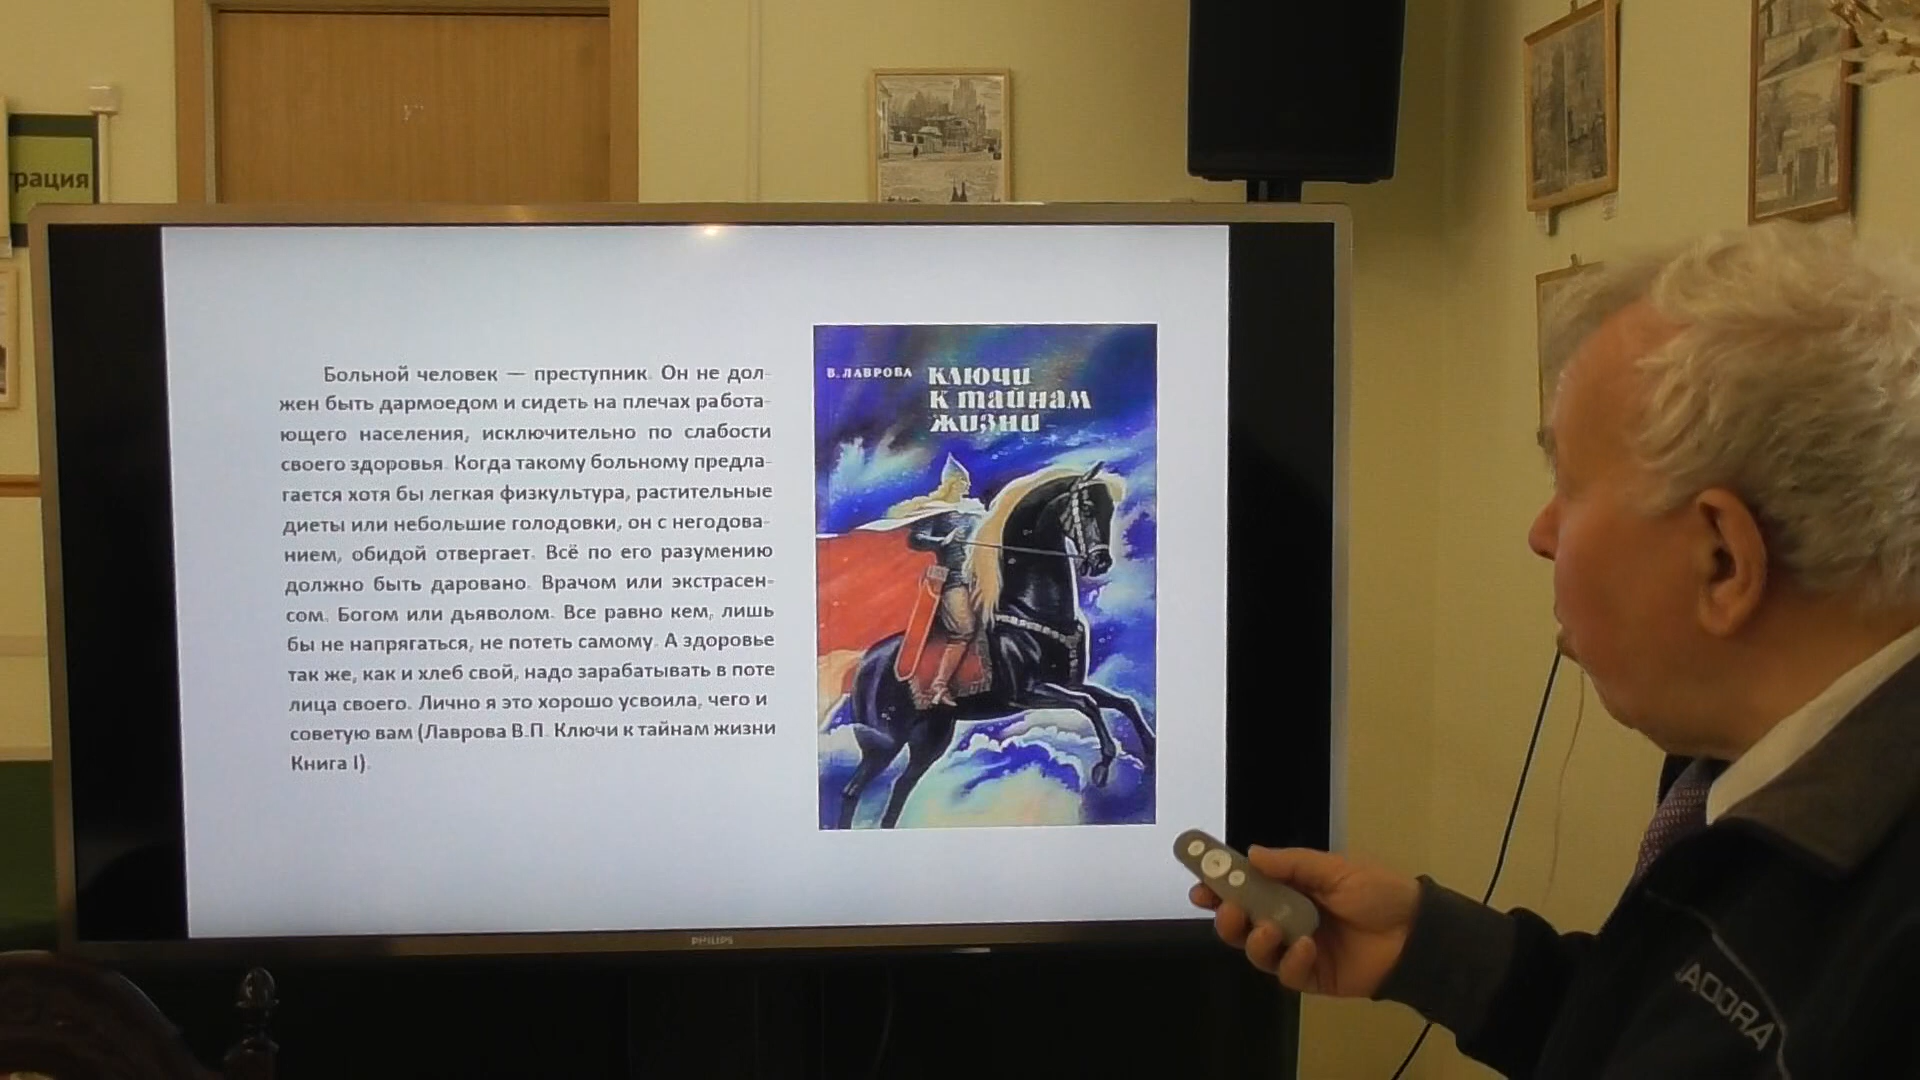 рация
Больной человек — преступник. Он не дол-
жен быть дармоедом и сидеть на плечах работа-
ющего населения, исключительно по слабости
своего здоровья. Когда такому больному предла-
гается хотя бы легкая физкультура, растительные
диеты или небольшие голодовки, он с негодова-
нием, обидой отвергает. Всё по его разумению
должно быть даровано. Врачом или экстрасен-
сом. Богом или дьяволом. Все равно кем, лишь
бы не напрягаться, не потеть самому. А здоровье
так же, как и хлеб свой, надо зарабатывать в поте
лица своего. Лично я это хорошо усвоила, чего и
советую вам (Лаврова В.П. Ключи к тайнам жизни
Книга I).
В. ЛАВРОВА
КЛЮЧИ
К ТАЙНАМ
ЖИЗНИ
PHILIPS
ADORA